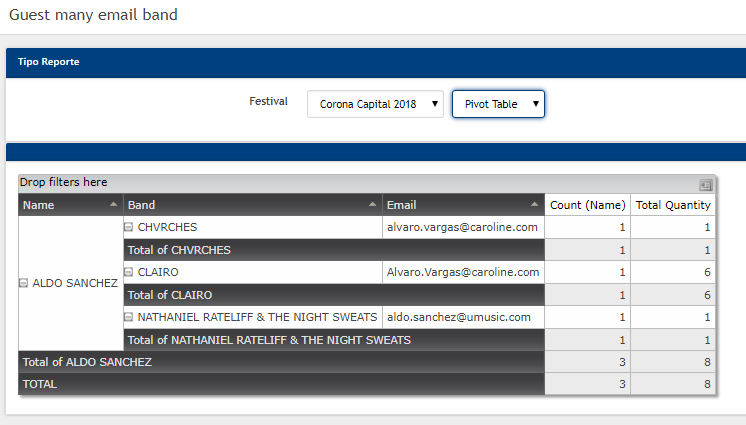 Guest many email band
Tipo Reporte
Festival Corona Capital 2018 Pivot Table
Drop filters here
Name Band Email Count (Name) Total Quantity
CHVRCHES alvaro.vargas@caroline.com 1 1
Total of CHVRCHES 1 1
ALDO SANCHEZ CLAIRO Alvaro.Vargas@caroline.com 1 6
Total of CLAIRO 1 6
NATHANIEL RATELIFF & THE NIGHT SWEATS aldo.sanchez@umusic.com 1 1
Total of NATHANIEL RATELIFF & THE NIGHT SWEATS 1 1
Total of ALDO SANCHEZ 3 8
TOTAL 3 8